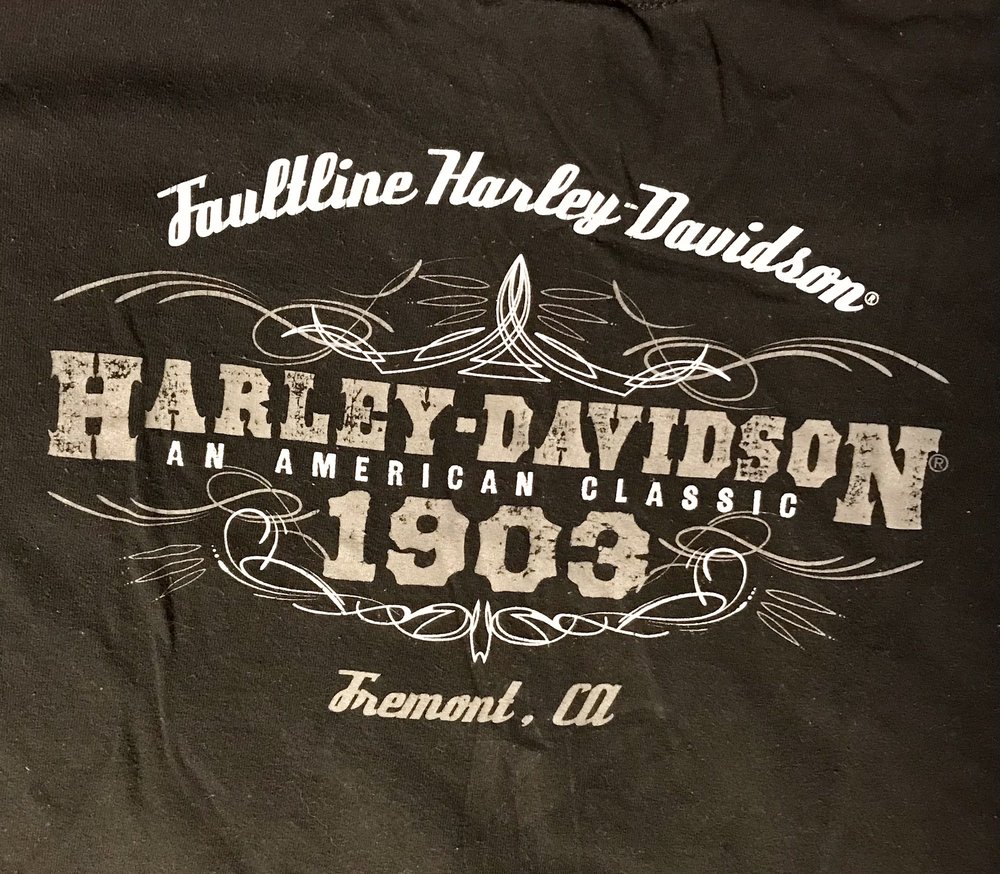 Faultline Harley-Davidson®
HARLEY-DAVIDSON®
AN AMERICAN CLASSIC
1903
Fremont, CA